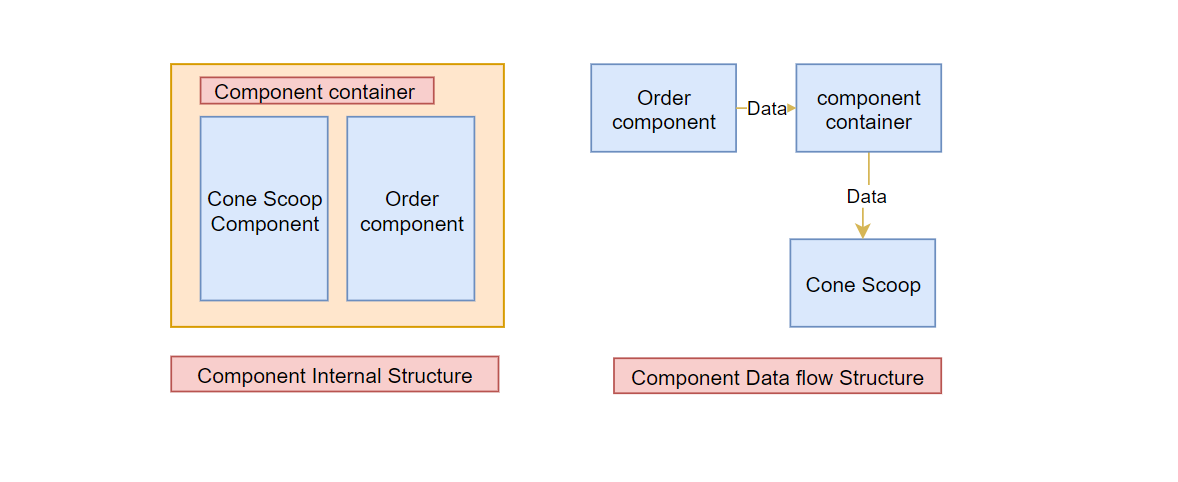 Component container
Cone Scoop
Component
Order
component
Component Internal Structure
Order
component
Data
component
container
Data
Cone Scoop
Component Data flow Structure